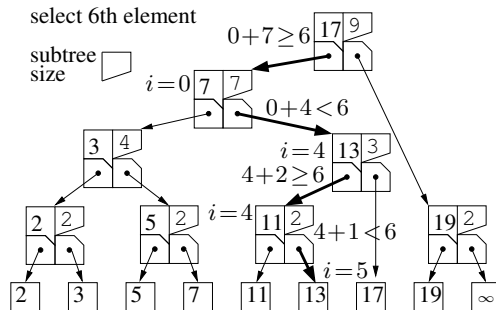 select 6th element
subtree
size
0+7≥6
17 9
i=0
7 7
0+4<6
3 4
i=4
13 3
4+2≥6
2 2
5 2
i=4
11 2
4+1<6
19 2
i=5
2 3 5 7 11 13 17 19 ∞